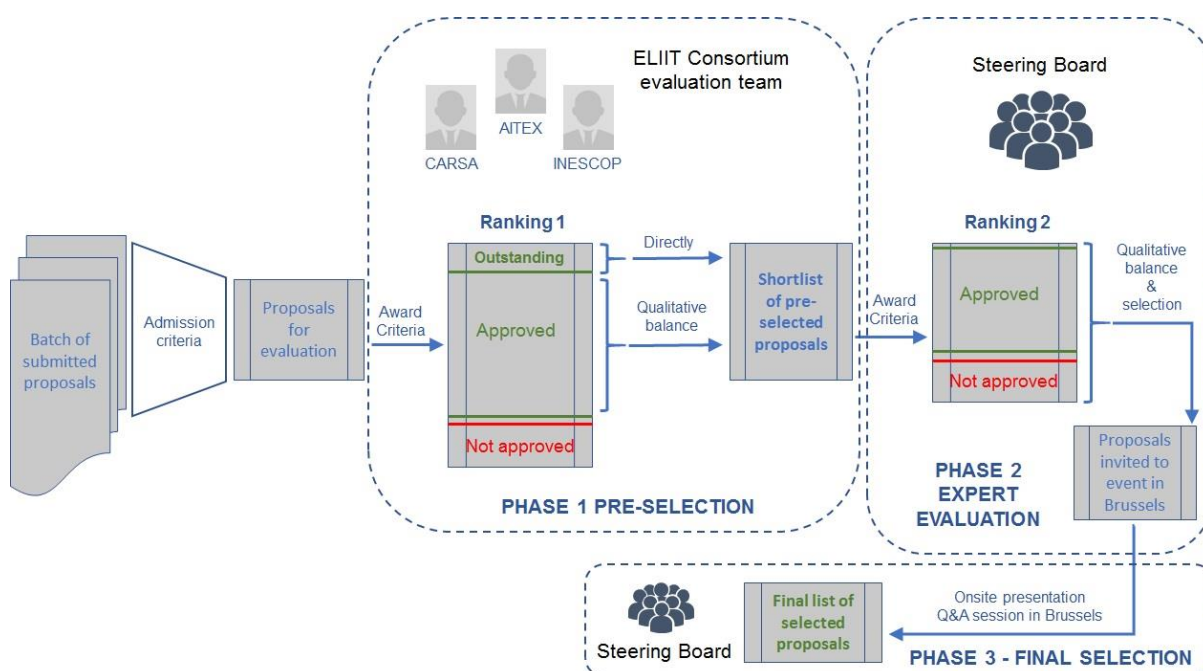 ELIIT Consortium
evaluation team
CARSA
AITEX
INESCOP
Batch of
submitted
proposals
Admission
criteria
Proposals
for
evaluation
Award
Criteria
Ranking 1
Outstanding
Approved
Not approved
Directly
Qualitative
balance
Shortlist
of pre-
selected
proposals
PHASE 1 PRE-SELECTION
Award
Criteria
Steering Board
Ranking 2
Approved
Not approved
Qualitative
balance
&
selection
Proposals
invited to
event in
Brussels
PHASE 2
EXPERT
EVALUATION
Onsite presentation
Q&A session in Brussels
Final list of
selected
proposals
Steering Board
PHASE 3 - FINAL SELECTION